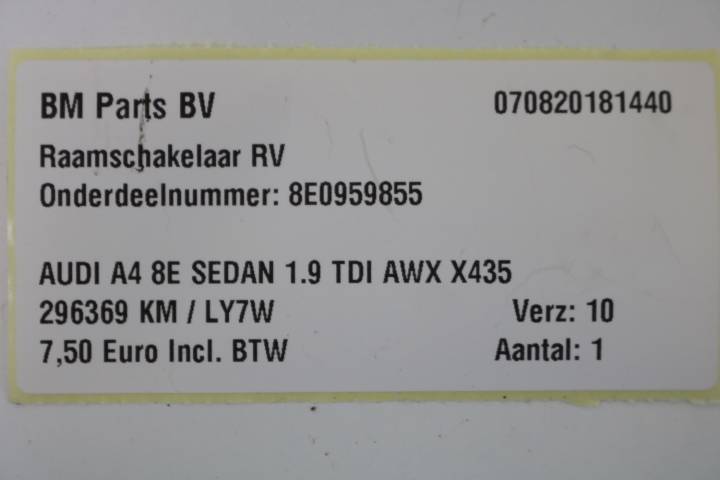 BM Parts BV 070820181440
Raamschakelaar RV
Onderdeelnummer: 8E0959855
AUDI A4 8E SEDAN 1.9 TDI AWX X435
296369 KM / LY7W Verz: 10
7,50 Euro Incl. BTW Aantal: 1